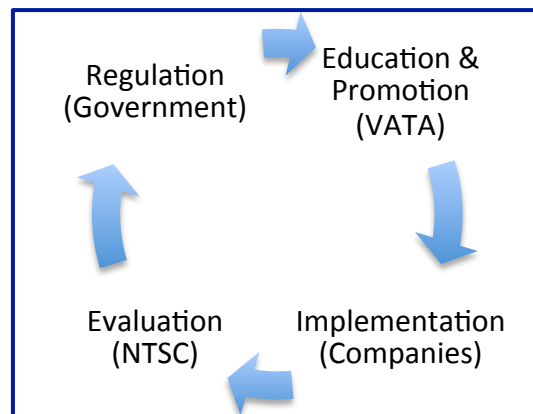 Regulation
(Government)
Education &
Promotion
(VATA)
Implementation
(Companies)
Evaluation
(NTSC)